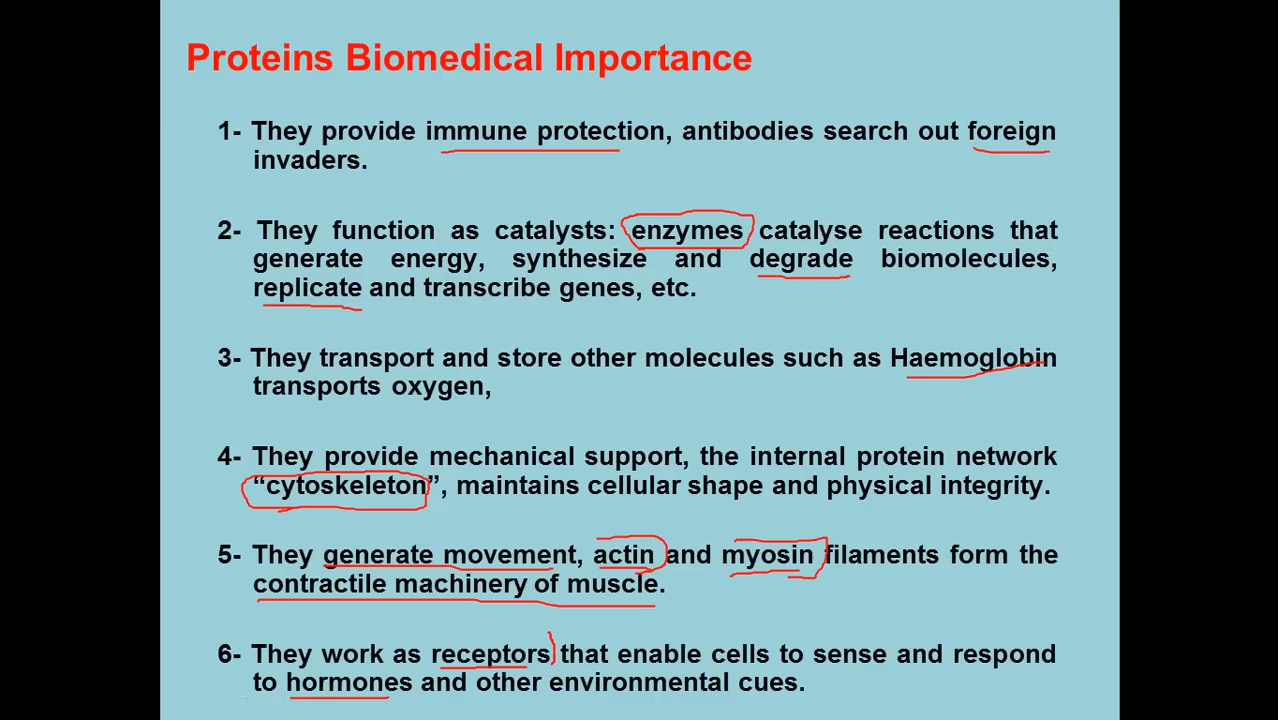 Proteins Biomedical Importance
1- They provide immune protection, antibodies search out foreign
invaders.
2- They function as catalysts: enzymes catalyse reactions that
generate energy, synthesize and degrade biomolecules,
replicate and transcribe genes, etc.
3- They transport and store other molecules such as Haemoglobin
transports oxygen,
4- They provide mechanical support, the internal protein network
“cytoskeleton”, maintains cellular shape and physical integrity.
5- They generate movement, actin and myosin filaments form the
contractile machinery of muscle.
6- They work as receptors that enable cells to sense and respond
to hormones and other environmental cues.